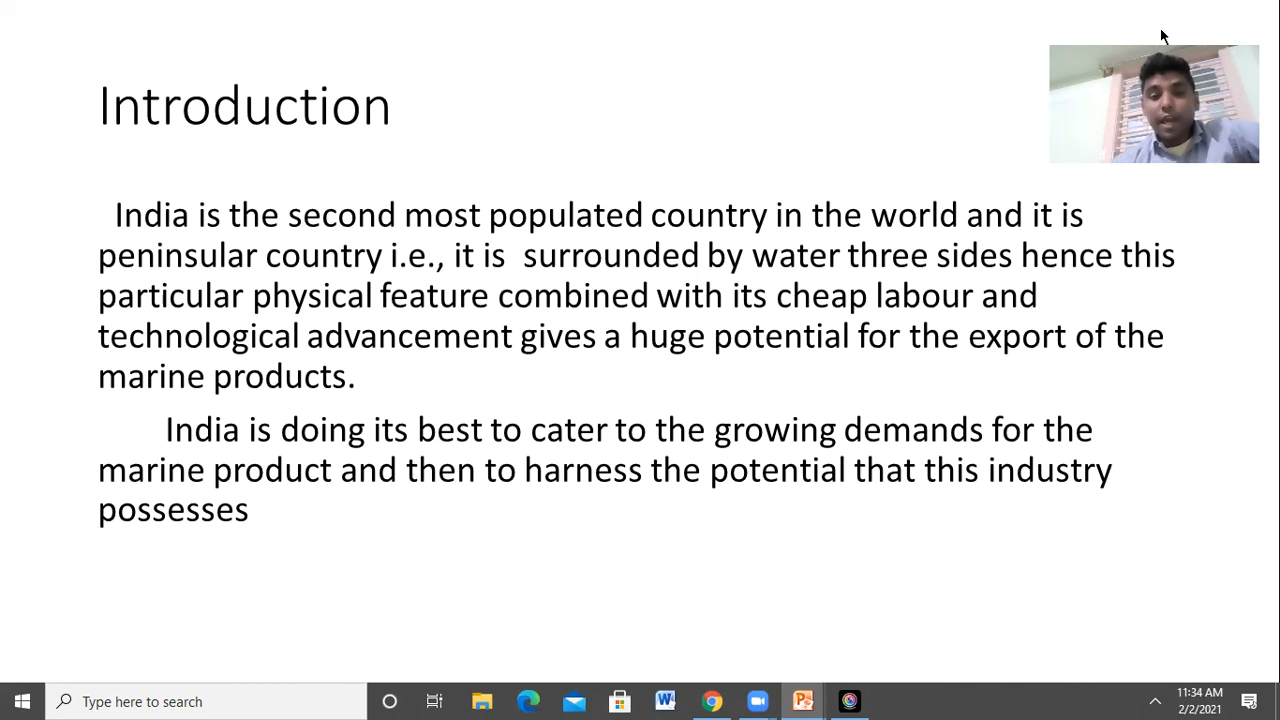 Introduction
India is the second most populated country in the world and it is
peninsular country i.e., it is surrounded by water three sides hence this
particular physical feature combined with its cheap labour and
technological advancement gives a huge potential for the export of the
marine products.
India is doing its best to cater to the growing demands for the
marine product and then to harness the potential that this industry
possesses
Type here to search
11:34 AM
2/2/2021